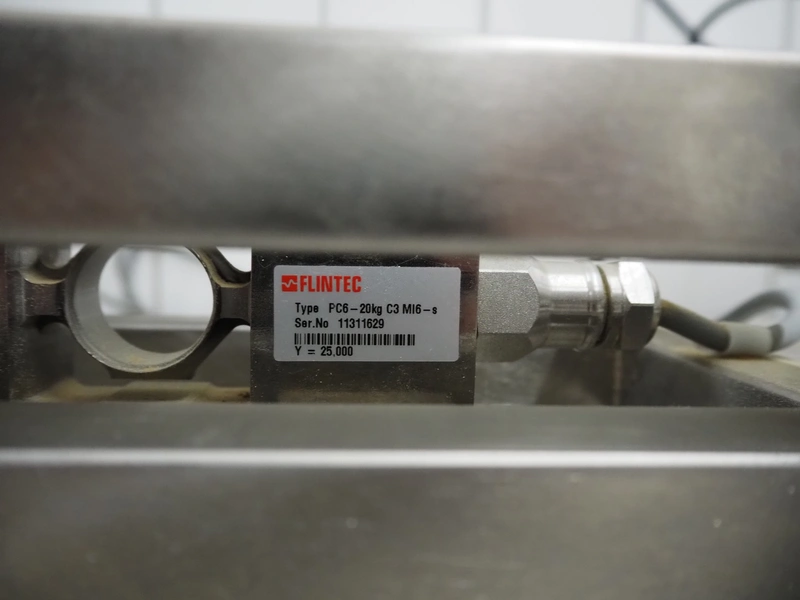 FLINTEC
Type PC6-20kg C3 MI6-s
Ser.No 11311629
Y = 25,000